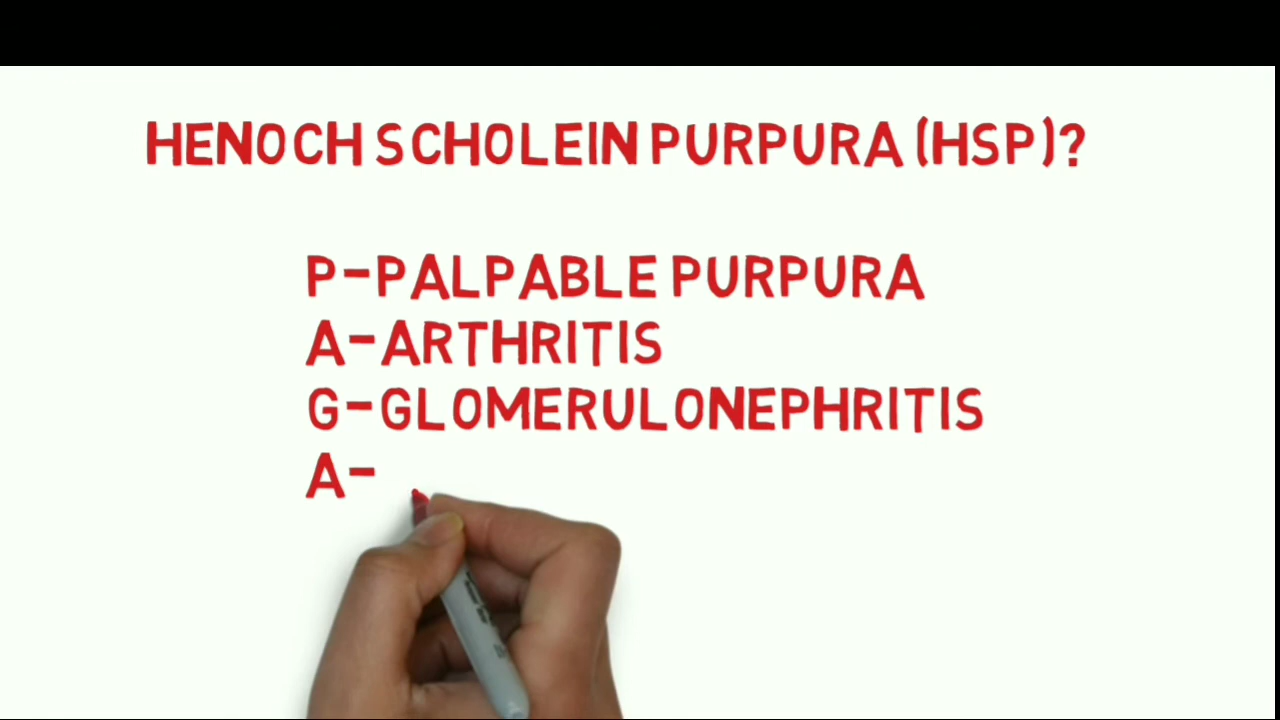 HENOCH SCHOLEIN PURPURA (HSP)?
P-PALPABLE PURPURA
A-ARTHRITIS
G-GLOMERULONEPHRITIS
A-